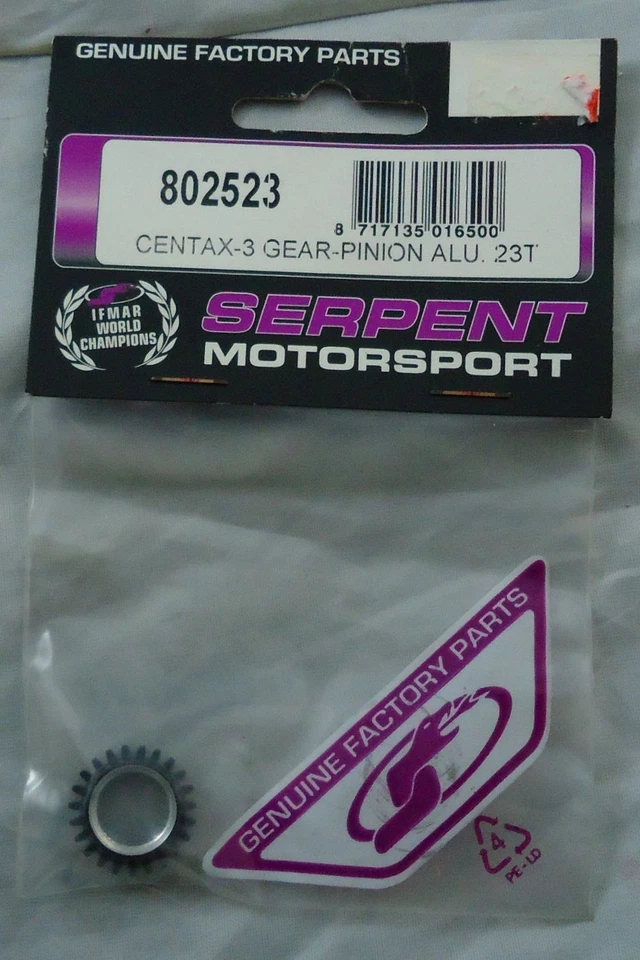 GENUINE FACTORY PARTS
802523
8 717135 016500
CENTAX-3 GEAR-PINION ALU. 23T
IFMAR
WORLD
CHAMPIONS
SERPENT
MOTORSPORT
GENUINE FACTORY PARTS
4
PE-LD